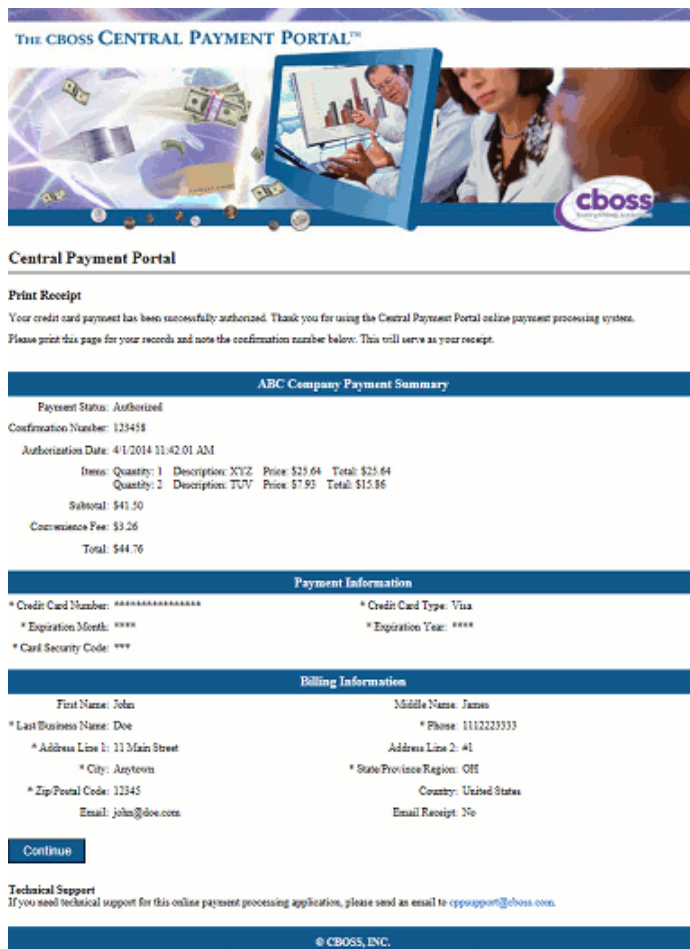 THE CBOSS CENTRAL PAYMENT PORTAL™
cboss
Central Payment Portal
Print Receipt
Your credit card payment has been successfully authorized. Thank you for using the Central Payment Portal online payment processing system.
Please print this page for your records and note the confirmation number below. This will serve as your receipt.
ABC Company Payment Summary
Payment Status: Authorized
Confirmation Number: 123458
Authorization Date: 4/1/2014 11:42:01 AM
Items: Quantity: 1 Description: XYZ Price: $25.64 Total: $25.64
Quantity: 2 Description: TUV Price: $7.93 Total: $15.86
Subtotal: $41.50
Convenience Fee: $3.26
Total: $44.76
Payment Information
* Credit Card Number: **************** * Credit Card Type: Visa
* Expiration Month: **** * Expiration Year: ****
* Card Security Code: ***
Billing Information
First Name: John Middle Name: James
* Last/Business Name: Doe * Phone: 1112223333
* Address Line 1: 11 Main Street Address Line 2: #1
* City: Anytown * State/Province/Region: OH
* Zip/Postal Code: 12345 Country: United States
Email: john@doe.com Email Receipt: No
Continue
Technical Support
If you need technical support for this online payment processing application, please send an email to cppsupport@cboss.com.
© CBOSS, INC.